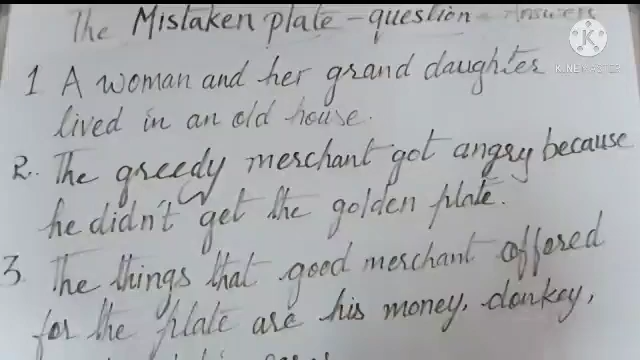 The Mistaken plate - question - Answers
KINEMASTER
1 A woman and her grand daughter
lived in an old house.
2. The greedy merchant got angry because
he didn't get the golden plate.
3 The things that good merchant offered
for the plate are his money, donkey,